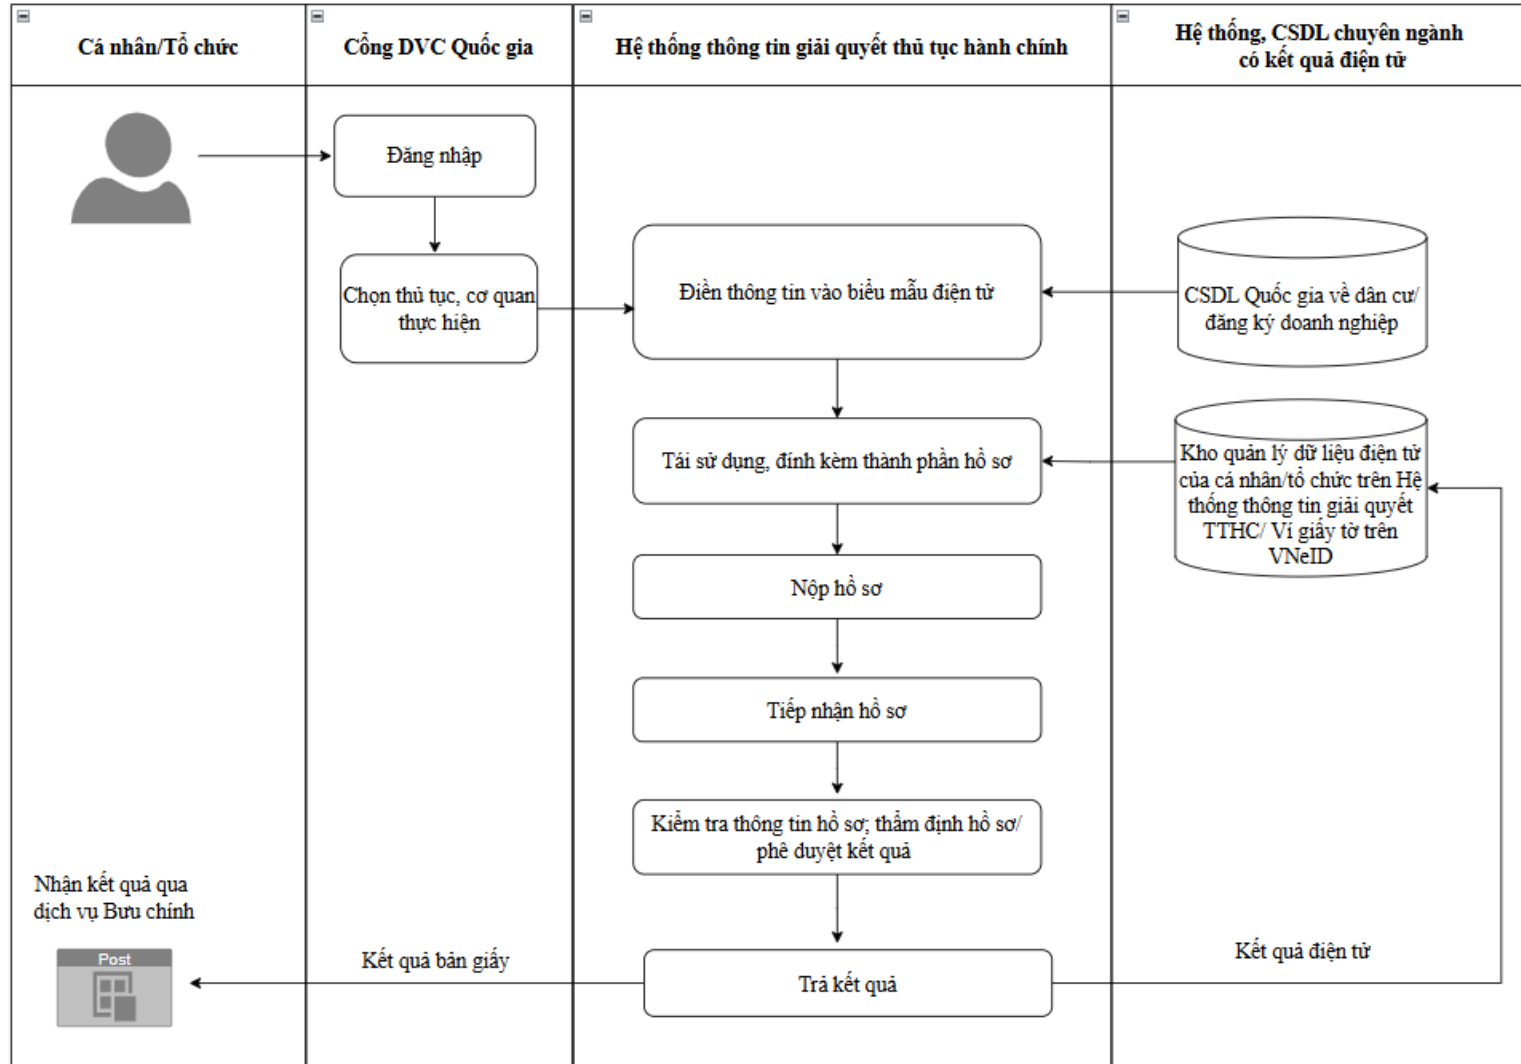 Cá nhân/Tổ chức
Cổng DVC Quốc gia
Hệ thống thông tin giải quyết thủ tục hành chính
Hệ thống, CSDL chuyên ngành
có kết quả điện tử
Đăng nhập
Chọn thủ tục, cơ quan
thực hiện
Điền thông tin vào biểu mẫu điện tử
CSDL Quốc gia về dân cư/
đăng ký doanh nghiệp
Tái sử dụng, đính kèm thành phần hồ sơ
Kho quản lý dữ liệu điện tử
của cá nhân/tổ chức trên Hệ
thống thông tin giải quyết
TTHC/ Ví giấy tờ trên
VNeID
Nộp hồ sơ
Tiếp nhận hồ sơ
Kiểm tra thông tin hồ sơ; thẩm định hồ sơ/
phê duyệt kết quả
Nhận kết quả qua
dịch vụ Bưu chính
Post
Kết quả bản giấy
Trả kết quả
Kết quả điện tử